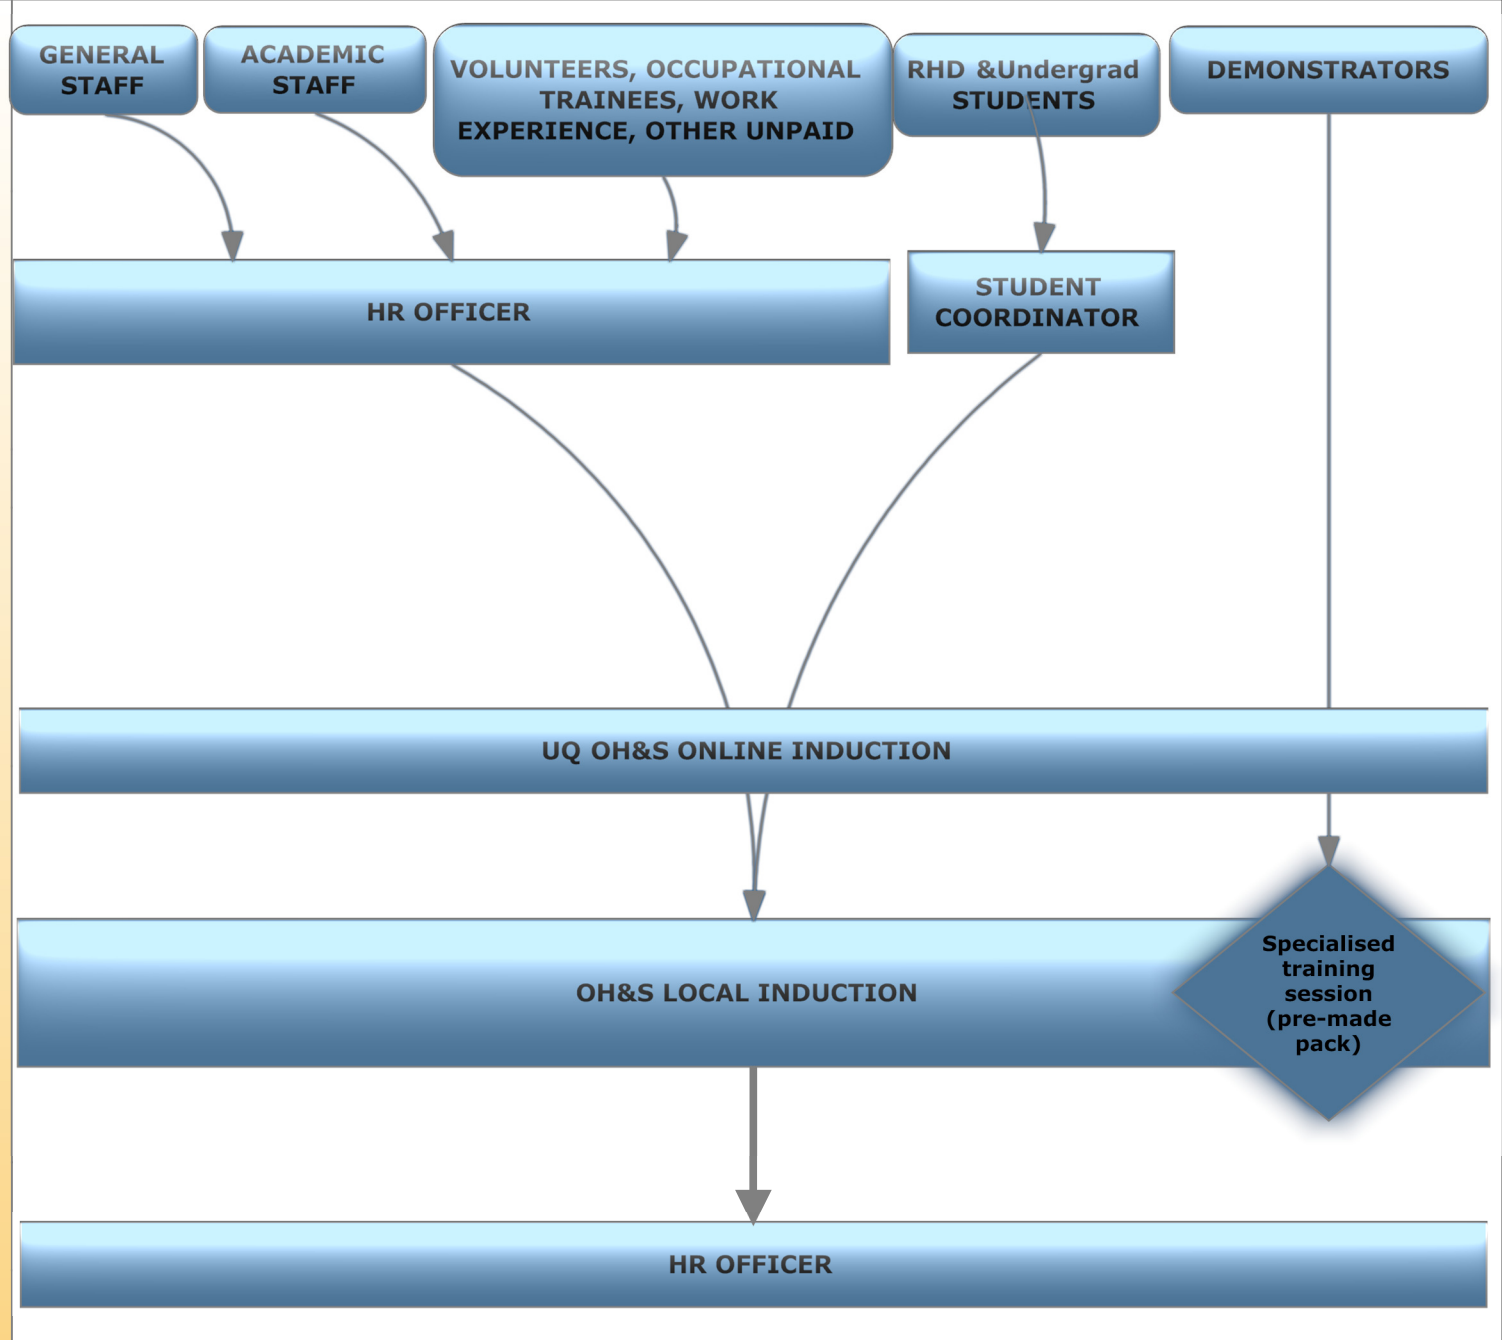 GENERAL
STAFF
ACADEMIC
STAFF
VOLUNTEERS, OCCUPATIONAL
TRAINEES, WORK
EXPERIENCE, OTHER UNPAID
RHD &Undergrad
STUDENTS
DEMONSTRATORS
HR OFFICER
STUDENT
COORDINATOR
UQ OH&S ONLINE INDUCTION
OH&S LOCAL INDUCTION
Specialised
training
session
(pre-made
pack)
HR OFFICER